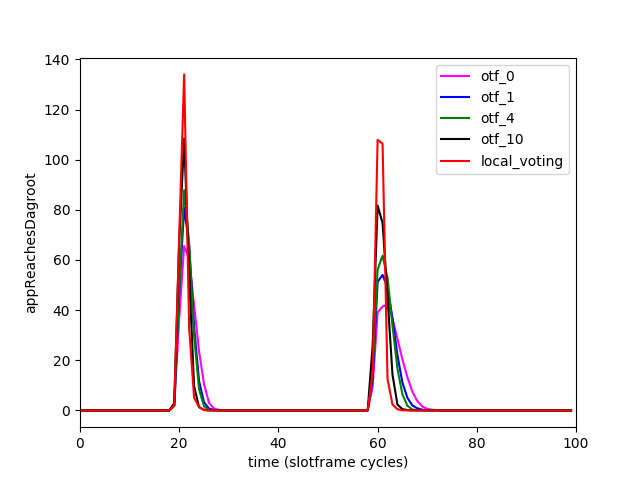 140
120
100
80
60
40
20
0
appReachesDagroot
0 20 40 60 80 100
time (slotframe cycles)
otf_0
otf_1
otf_4
otf_10
local_voting